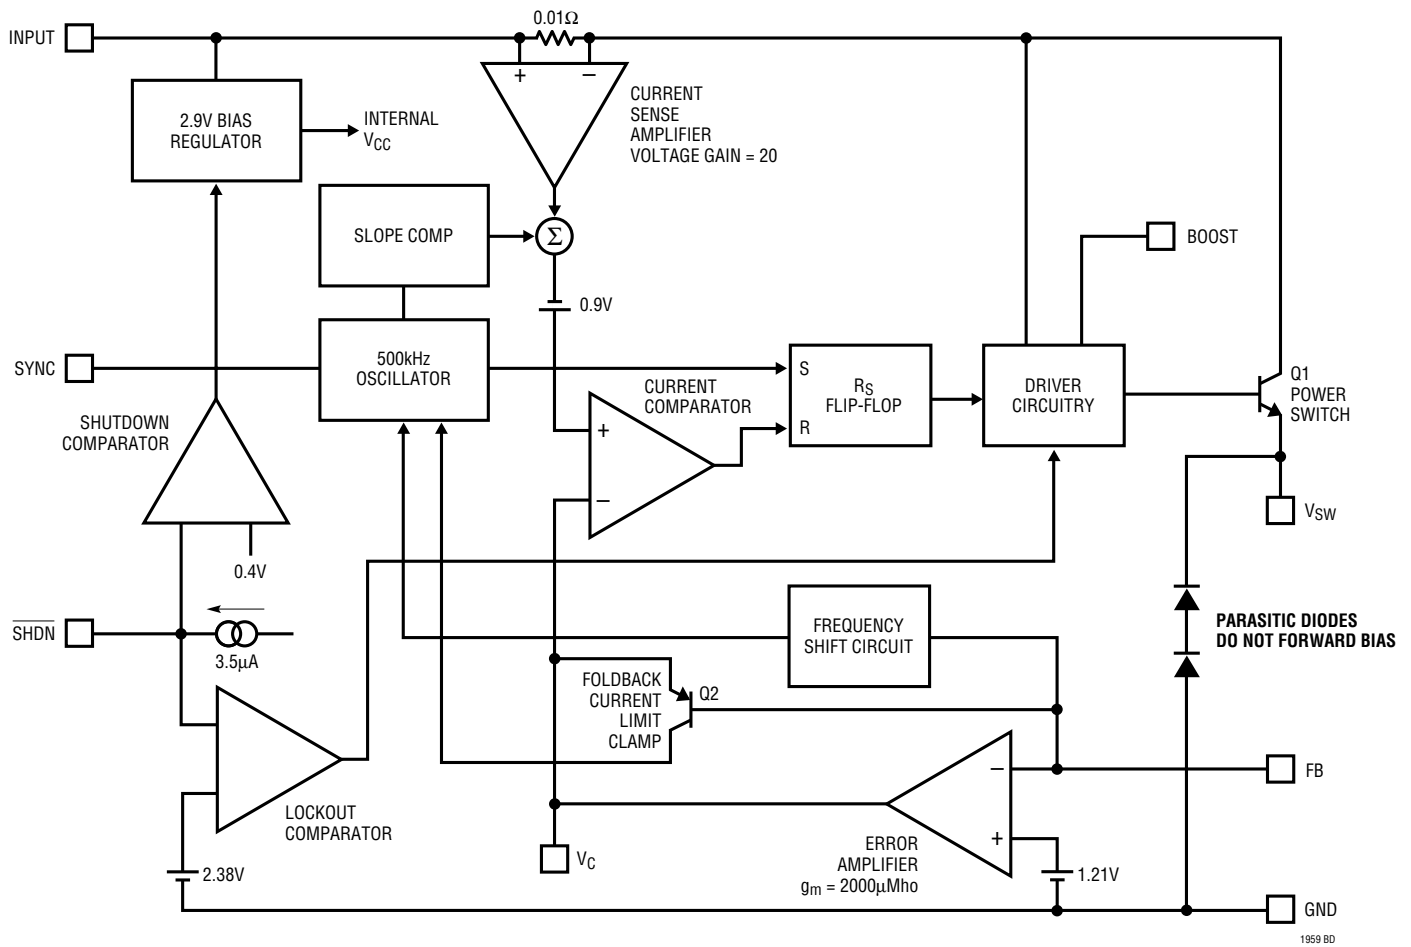 0.01Ω
INPUT
+ −
CURRENT
SENSE
AMPLIFIER
VOLTAGE GAIN = 20
2.9V BIAS
REGULATOR
INTERNAL
VCC
SLOPE COMP
Σ
BOOST
0.9V
SYNC
500kHz
OSCILLATOR
CURRENT
COMPARATOR
S
RS
FLIP-FLOP
R
DRIVER
CIRCUITRY
Q1
POWER
SWITCH
SHUTDOWN
COMPARATOR
+
−
VSW
0.4V
SHDN
3.5µA
FREQUENCY
SHIFT CIRCUIT
PARASITIC DIODES
DO NOT FORWARD BIAS
FOLDBACK
CURRENT
LIMIT
CLAMP
Q2
−
FB
LOCKOUT
COMPARATOR
+
ERROR
AMPLIFIER
gm = 2000µMho
VC
2.38V
1.21V
GND
1959 BD